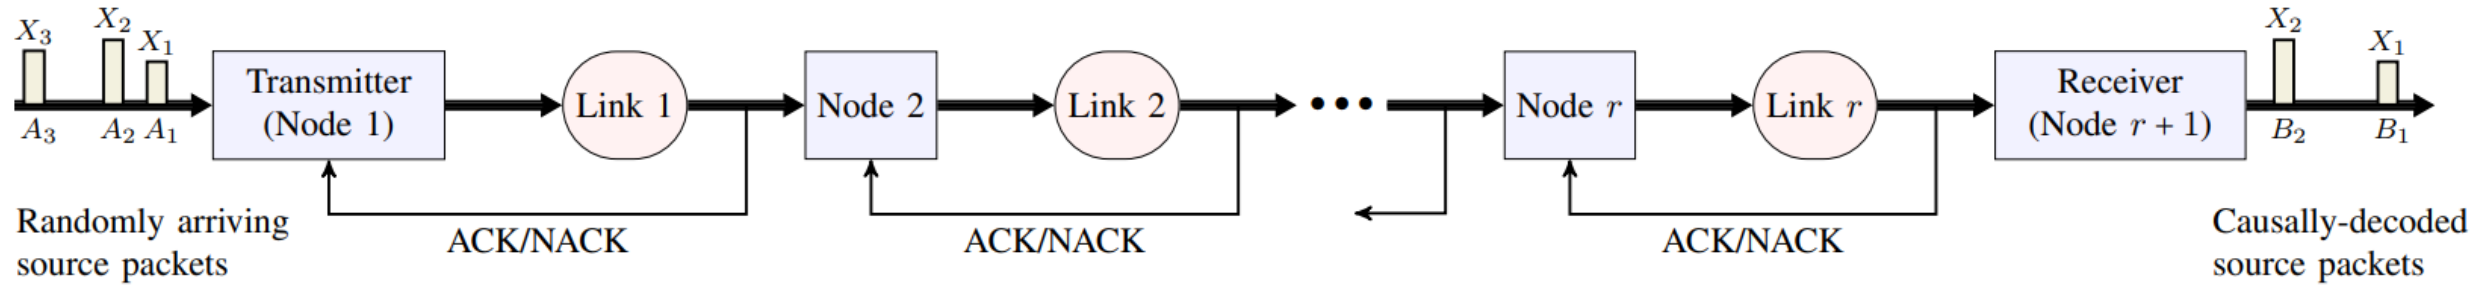 X₃
X₂
X₁
A₃
A₂
A₁
Transmitter
(Node 1)
Link 1
Node 2
Link 2
•••
Node r
Link r
Receiver
(Node r + 1)
X₂
X₁
B₂
B₁
ACK/NACK
ACK/NACK
ACK/NACK
Randomly arriving
source packets
Causally-decoded
source packets